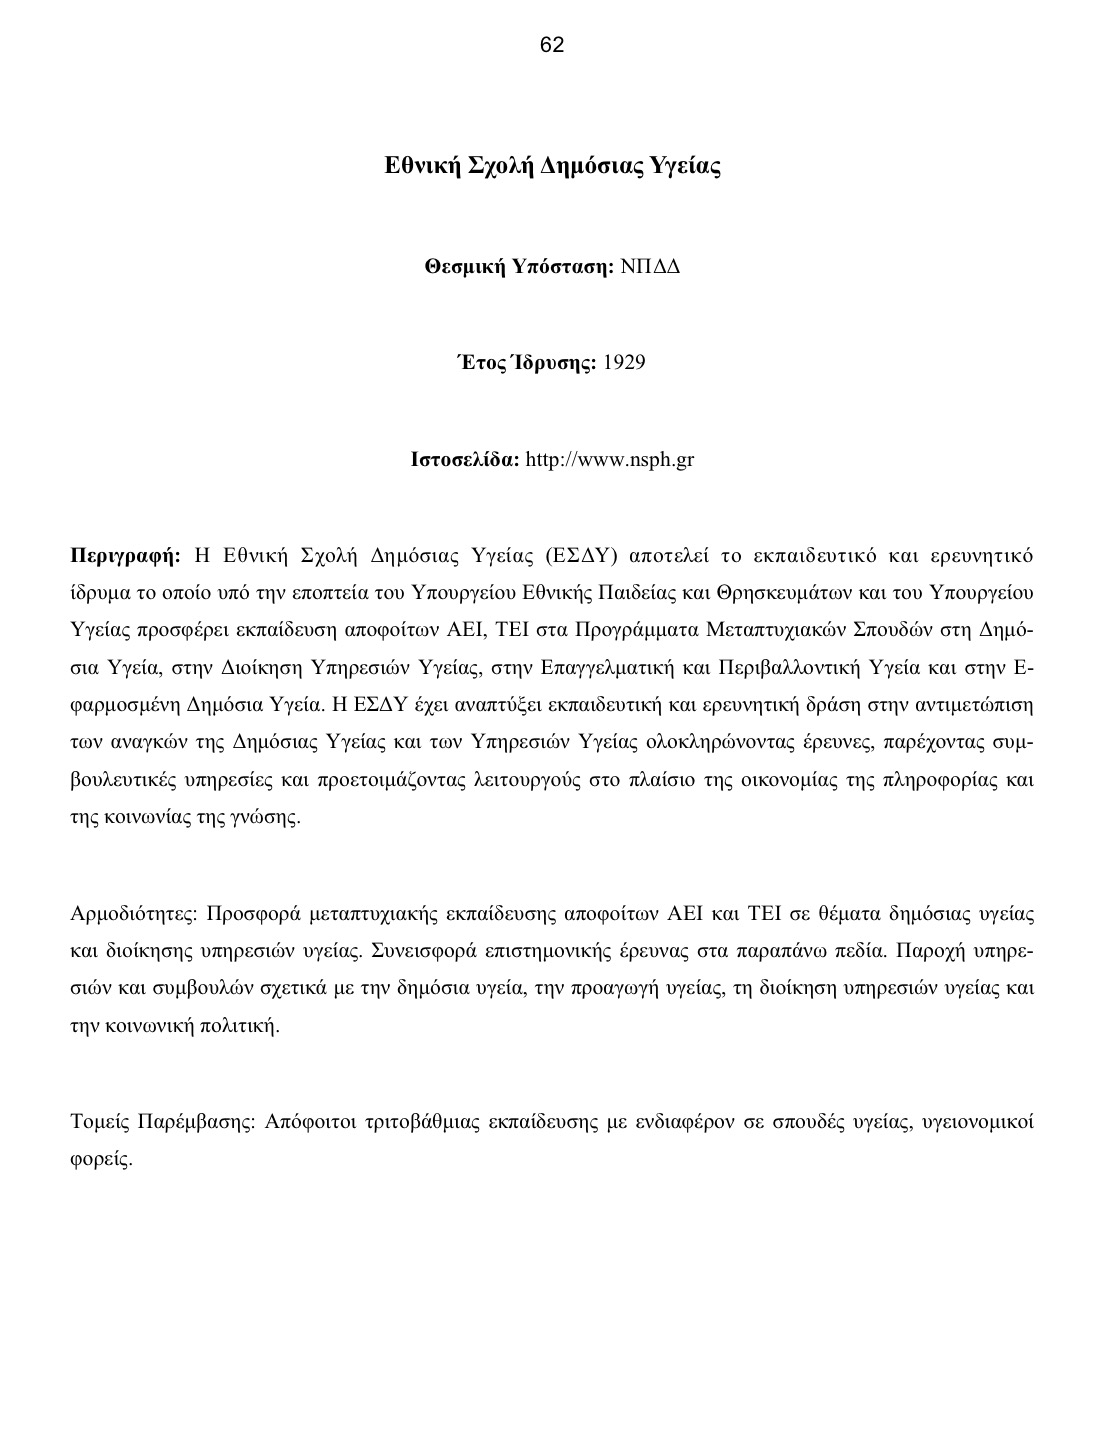 62
Εθνική Σχολή Δημόσιας Υγείας
Θεσμική Υπόσταση: ΝΠΔΔ
Έτος Ίδρυσης: 1929
Ιστοσελίδα: http://www.nsph.gr
Περιγραφή: Η Εθνική Σχολή Δημόσιας Υγείας (ΕΣΔΥ) αποτελεί το εκπαιδευτικό και ερευνητικό
ίδρυμα το οποίο υπό την εποπτεία του Υπουργείου Εθνικής Παιδείας και Θρησκευμάτων και του Υπουργείου
Υγείας προσφέρει εκπαίδευση αποφοίτων ΑΕΙ, ΤΕΙ στα Προγράμματα Μεταπτυχιακών Σπουδών στη Δημό-
σια Υγεία, στην Διοίκηση Υπηρεσιών Υγείας, στην Επαγγελματική και Περιβαλλοντική Υγεία και στην Ε-
φαρμοσμένη Δημόσια Υγεία. Η ΕΣΔΥ έχει αναπτύξει εκπαιδευτική και ερευνητική δράση στην αντιμετώπιση
των αναγκών της Δημόσιας Υγείας και των Υπηρεσιών Υγείας ολοκληρώνοντας έρευνες, παρέχοντας συμ-
βουλευτικές υπηρεσίες και προετοιμάζοντας λειτουργούς στο πλαίσιο της οικονομίας της πληροφορίας και
της κοινωνίας της γνώσης.
Αρμοδιότητες: Προσφορά μεταπτυχιακής εκπαίδευσης αποφοίτων ΑΕΙ και ΤΕΙ σε θέματα δημόσιας υγείας
και διοίκησης υπηρεσιών υγείας. Συνεισφορά επιστημονικής έρευνας στα παραπάνω πεδία. Παροχή υπηρε-
σιών και συμβουλών σχετικά με την δημόσια υγεία, την προαγωγή υγείας, τη διοίκηση υπηρεσιών υγείας και
την κοινωνική πολιτική.
Τομείς Παρέμβασης: Απόφοιτοι τριτοβάθμιας εκπαίδευσης με ενδιαφέρον σε σπουδές υγείας, υγειονομικοί
φορείς.